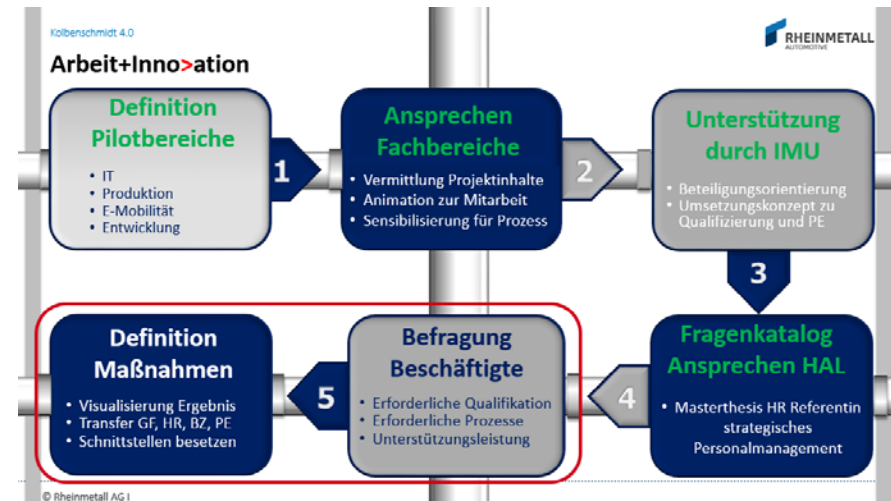 Kolbenschmidt 4.0
RHEINMETALL
AUTOMOTIVE
Arbeit+Inno>ation
Definition
Pilotbereiche
• IT
• Produktion
• E-Mobilität
• Entwicklung
1
Ansprechen
Fachbereiche
• Vermittlung Projektinhalte
• Animation zur Mitarbeit
• Sensibilisierung für Prozess
2
Unterstützung
durch IMU
• Beteiligungsorientierung
• Umsetzungskonzept zu
Qualifizierung und PE
3
Fragenkatalog
Ansprechen HAL
• Masterthesis HR Referentin
strategisches
Personalmanagement
4
Befragung
Beschäftigte
• Erforderliche Qualifikation
• Erforderliche Prozesse
• Unterstützungsleistung
5
Definition
Maßnahmen
• Visualisierung Ergebnis
• Transfer GF, HR, BZ, PE
• Schnittstellen besetzen
© Rheinmetall AG I